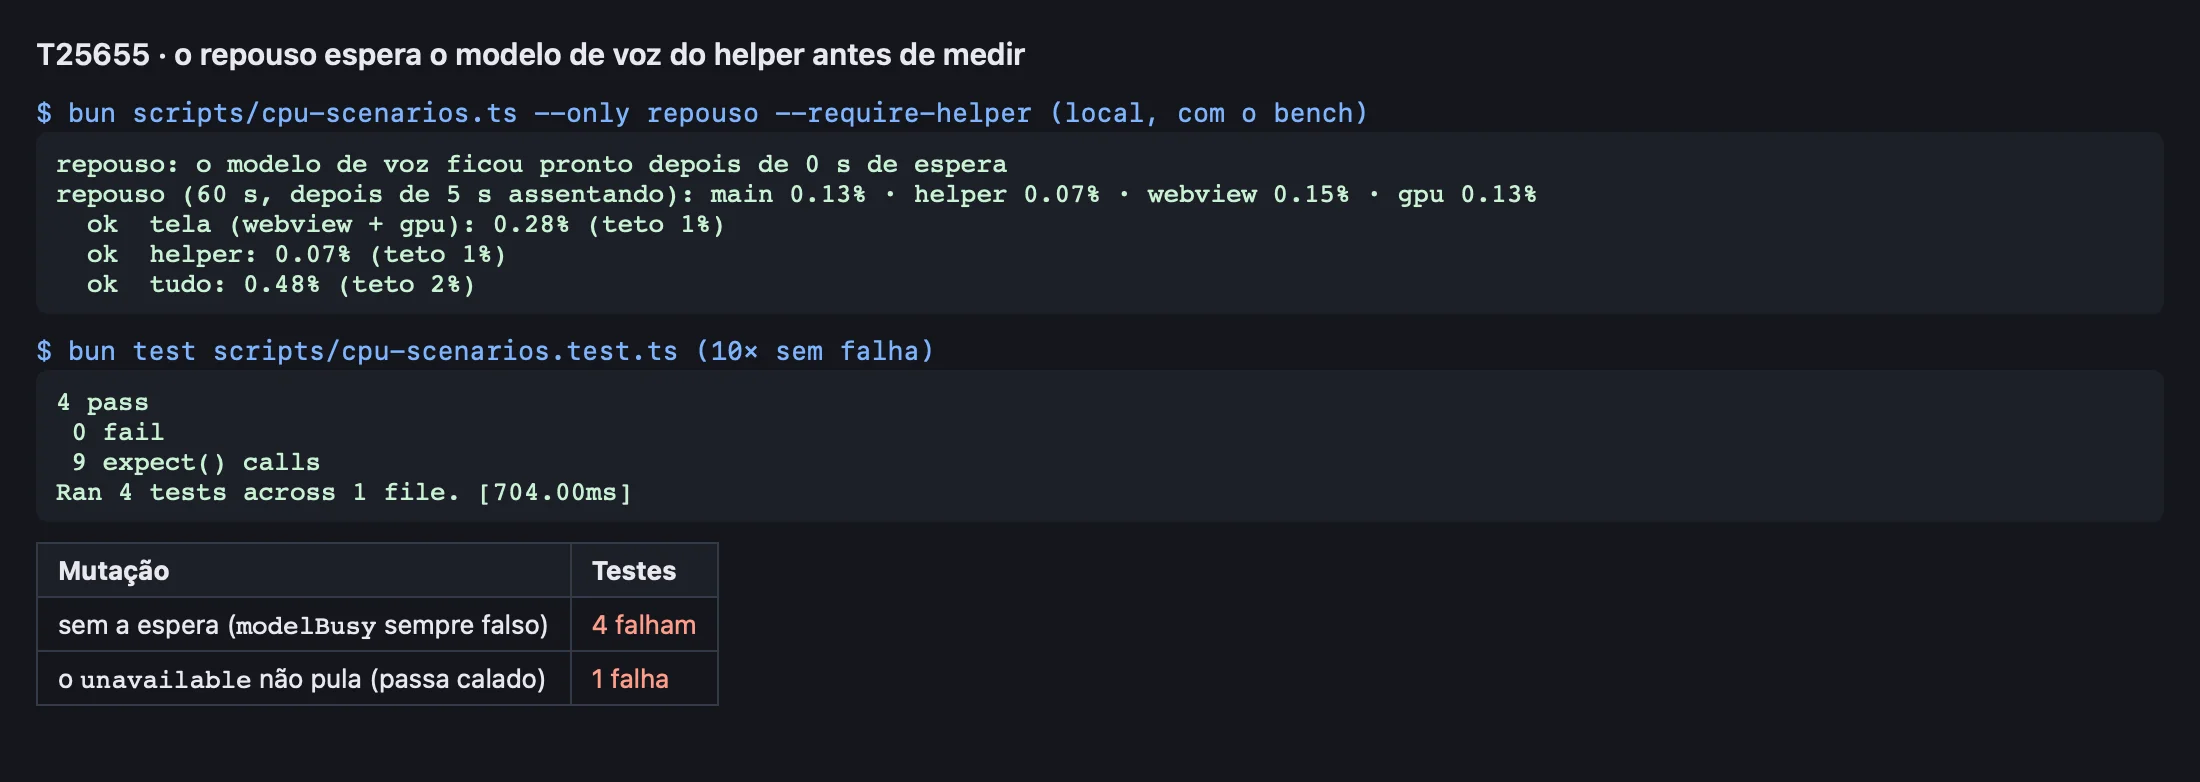 T25655 · o repouso espera o modelo de voz do helper antes de medir
$ bun scripts/cpu-scenarios.ts --only repouso --require-helper (local, com o bench)
repouso: o modelo de voz ficou pronto depois de 0 s de espera
repouso (60 s, depois de 5 s assentando): main 0.13% · helper 0.07% · webview 0.15% · gpu 0.13%
ok  tela (webview + gpu): 0.28% (teto 1%)
ok  helper: 0.07% (teto 1%)
ok  tudo: 0.48% (teto 2%)
$ bun test scripts/cpu-scenarios.test.ts (10× sem falha)
4 pass
0 fail
9 expect() calls
Ran 4 tests across 1 file. [704.00ms]
Mutação Testes
sem a espera (modelBusy sempre falso) 4 falham
o unavailable não pula (passa calado) 1 falha